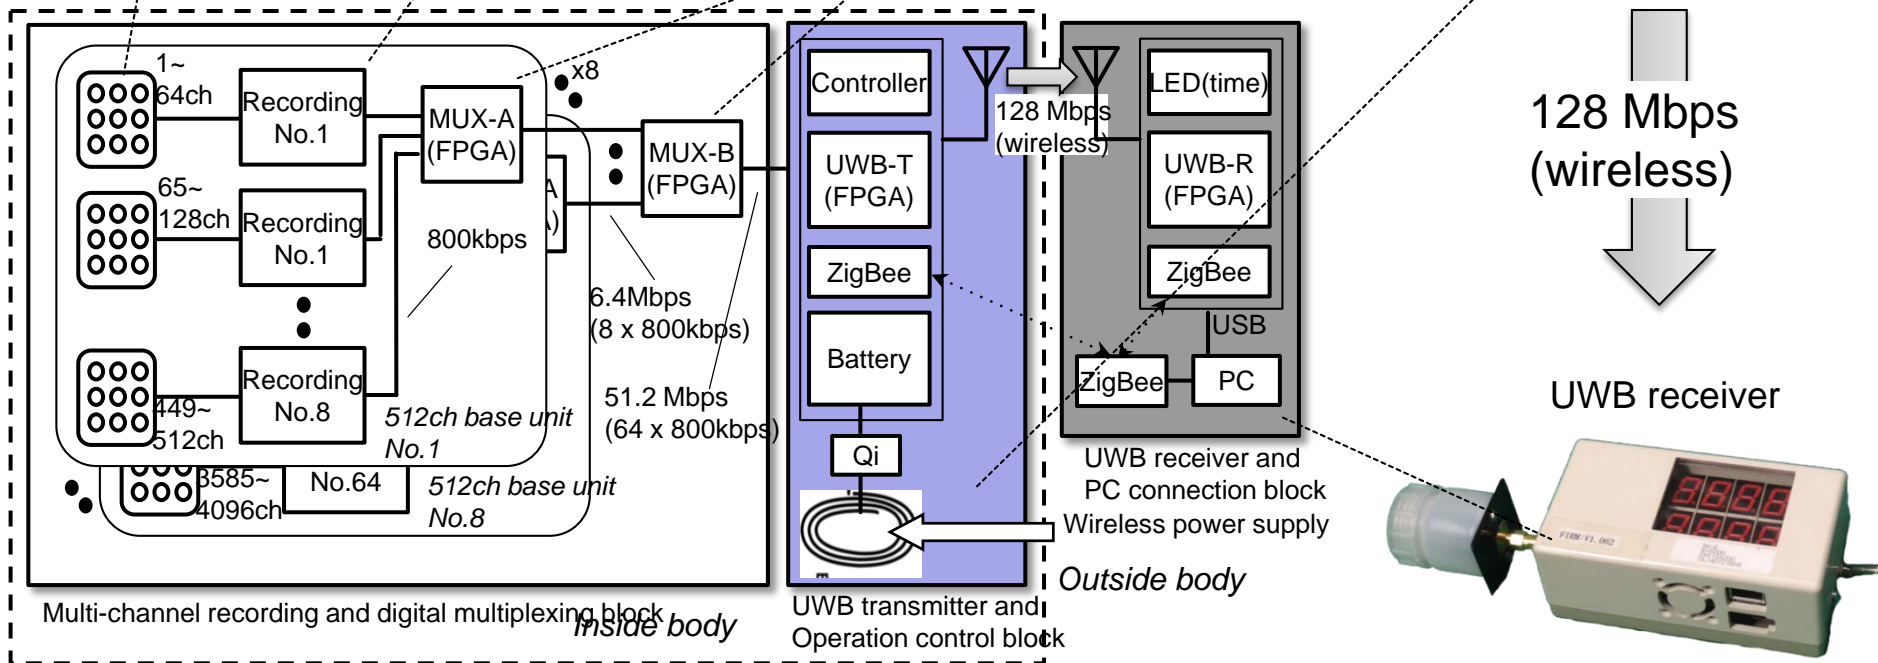 1~
64ch
Recording
No.1
MUX-A
(FPGA)
x8
65~
128ch
Recording
No.1
800kbps
MUX-B
(FPGA)
A
A)
6.4Mbps
(8 x 800kbps)
51.2 Mbps
(64 x 800kbps)
449~
512ch
Recording
No.8
512ch base unit
No.1
3585~
4096ch
No.64
512ch base unit
No.8
Multi-channel recording and digital multiplexing block
Inside body
Controller
UWB-T
(FPGA)
ZigBee
Battery
Qi
UWB transmitter and
Operation control block
128 Mbps
(wireless)
LED(time)
UWB-R
(FPGA)
ZigBee
USB
ZigBee
PC
UWB receiver and
PC connection block
Wireless power supply
Outside body
128 Mbps
(wireless)
UWB receiver
FIRM:V1.062